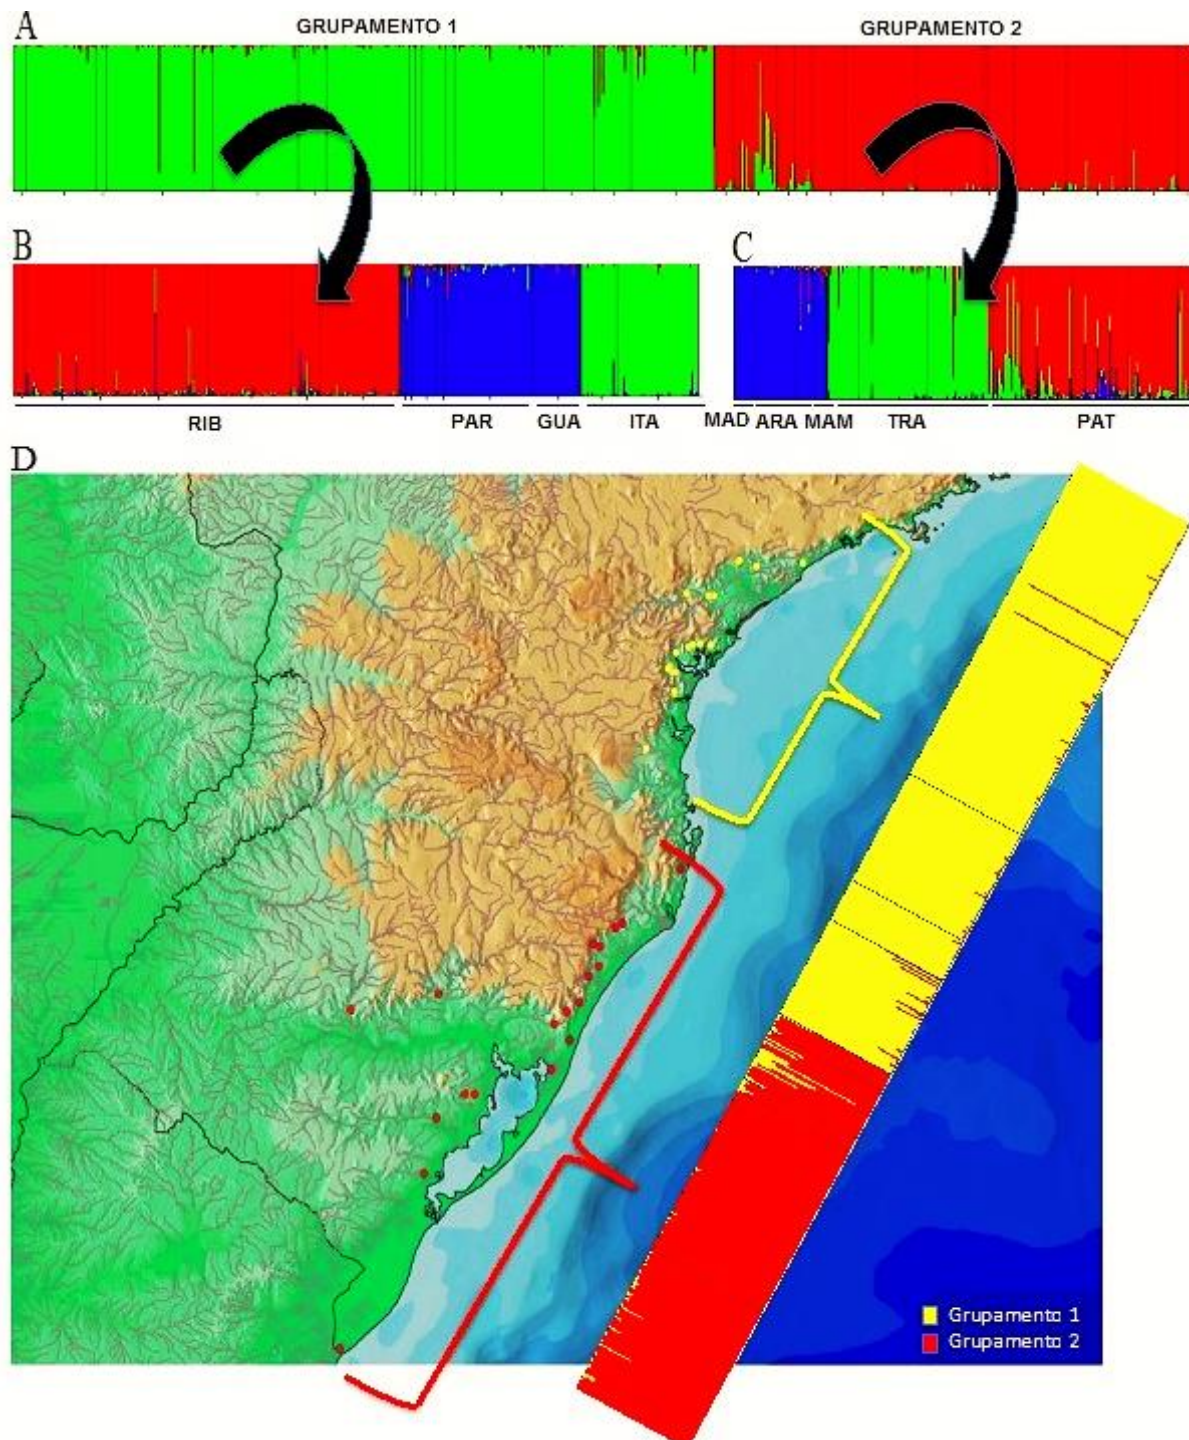 A
GRUPAMENTO 1
GRUPAMENTO 2
B
C
RIB
PAR
GUA
ITA
MAD
ARA
MAM
TRA
PAT
D
Grupamento 1
Grupamento 2